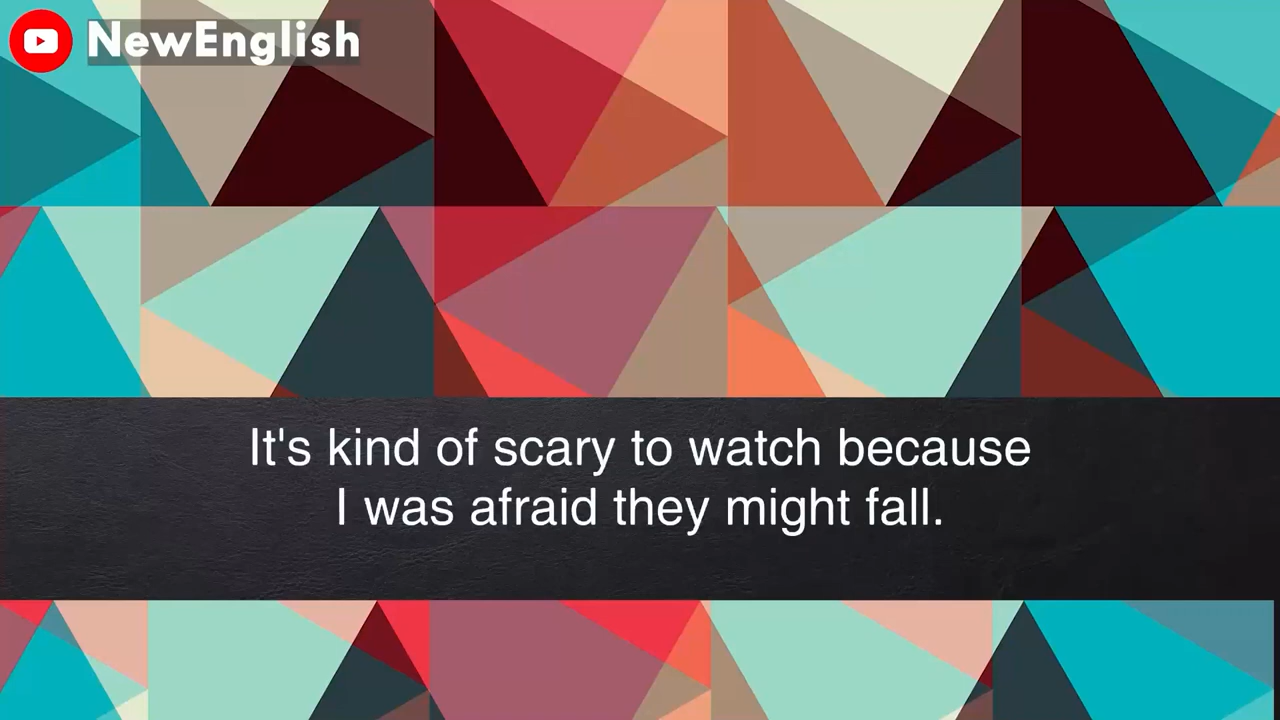 NewEnglish
It's kind of scary to watch because
I was afraid they might fall.